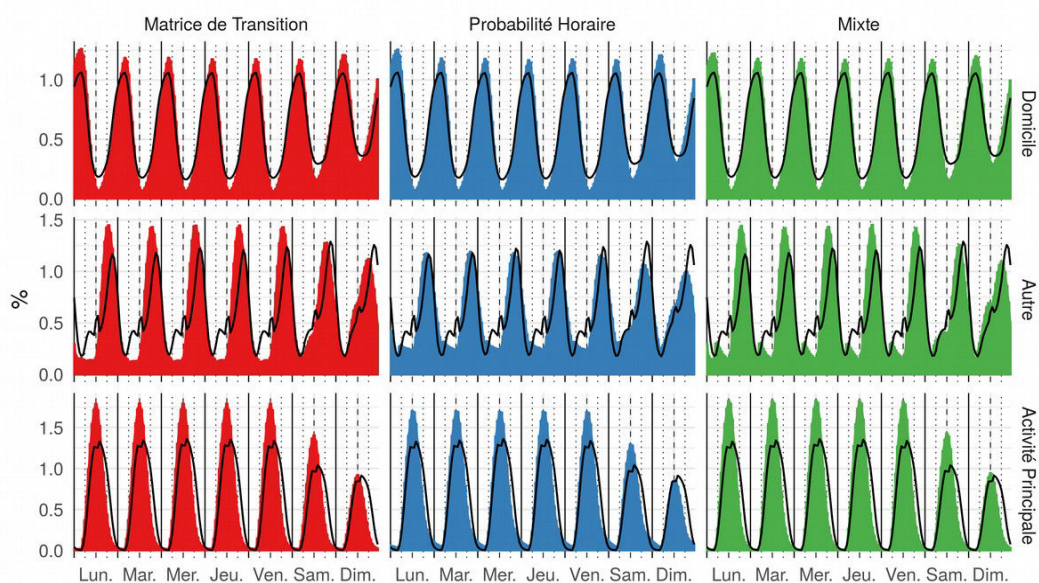 Matrice de Transition Probabilité Horaire Mixte
1.0
0.5
0.0
Domicile
1.5
1.0
0.5
0.0
Autre
%
1.5
1.0
0.5
0.0
Activité Principale
Lun. Mar. Mer. Jeu. Ven. Sam. Dim. Lun. Mar. Mer. Jeu. Ven. Sam. Dim. Lun. Mar. Mer. Jeu. Ven. Sam. Dim.